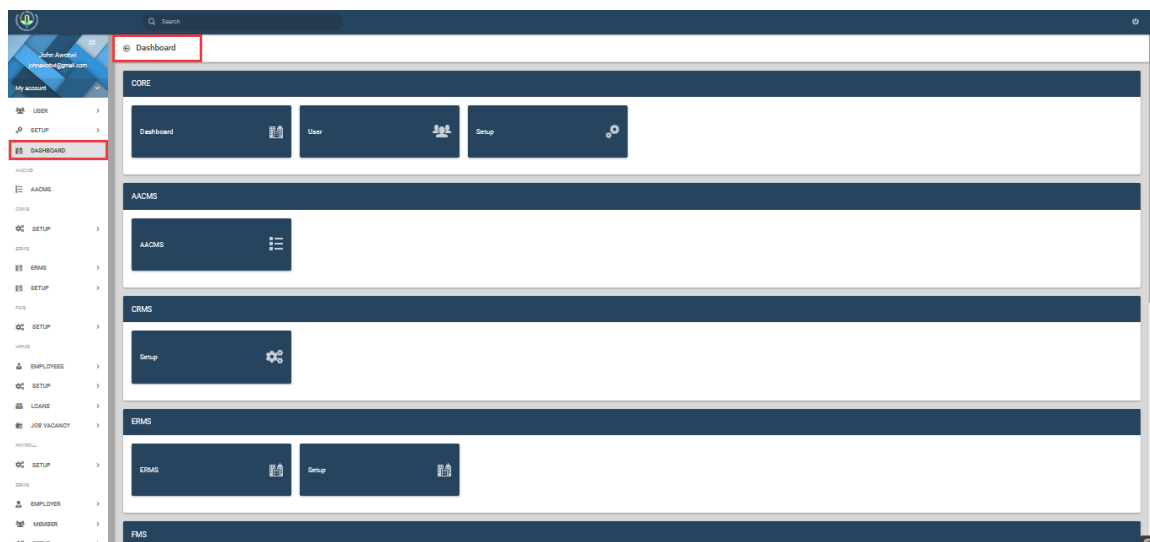 Search
John Awotwi
johnawotwi@gmail.com
My account
USER
SETUP
DASHBOARD
AACMS
AACMS
CRMS
SETUP
ERMS
ERMS
SETUP
FMS
SETUP
HRMS
EMPLOYEES
SETUP
LOANS
JOB VACANCY
PAYROLL
SETUP
SSMS
EMPLOYER
MEMBER
Dashboard
CORE
Dashboard
User
Setup
AACMS
AACMS
CRMS
Setup
ERMS
ERMS
Setup
FMS